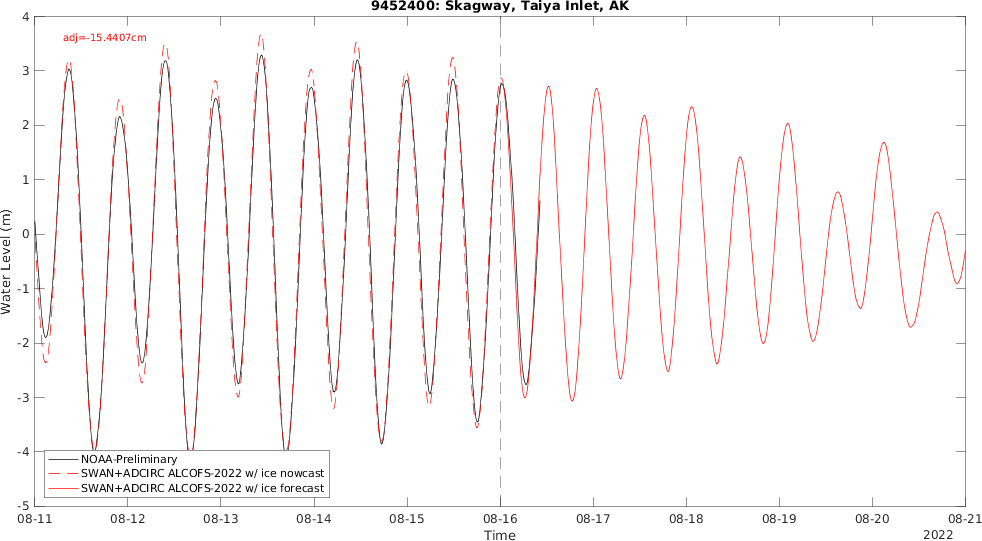 9452400: Skagway, Taiya Inlet, AK
adj=-15.4407cm
4
3
2
1
0
-1
-2
-3
-4
-5
Water Level (m)
NOAA-Preliminary
SWAN+ADCIRC ALCOFS-2022 w/ ice nowcast
SWAN+ADCIRC ALCOFS-2022 w/ ice forecast
08-11 08-12 08-13 08-14 08-15 08-16 08-17 08-18 08-19 08-20 08-21
Time
2022